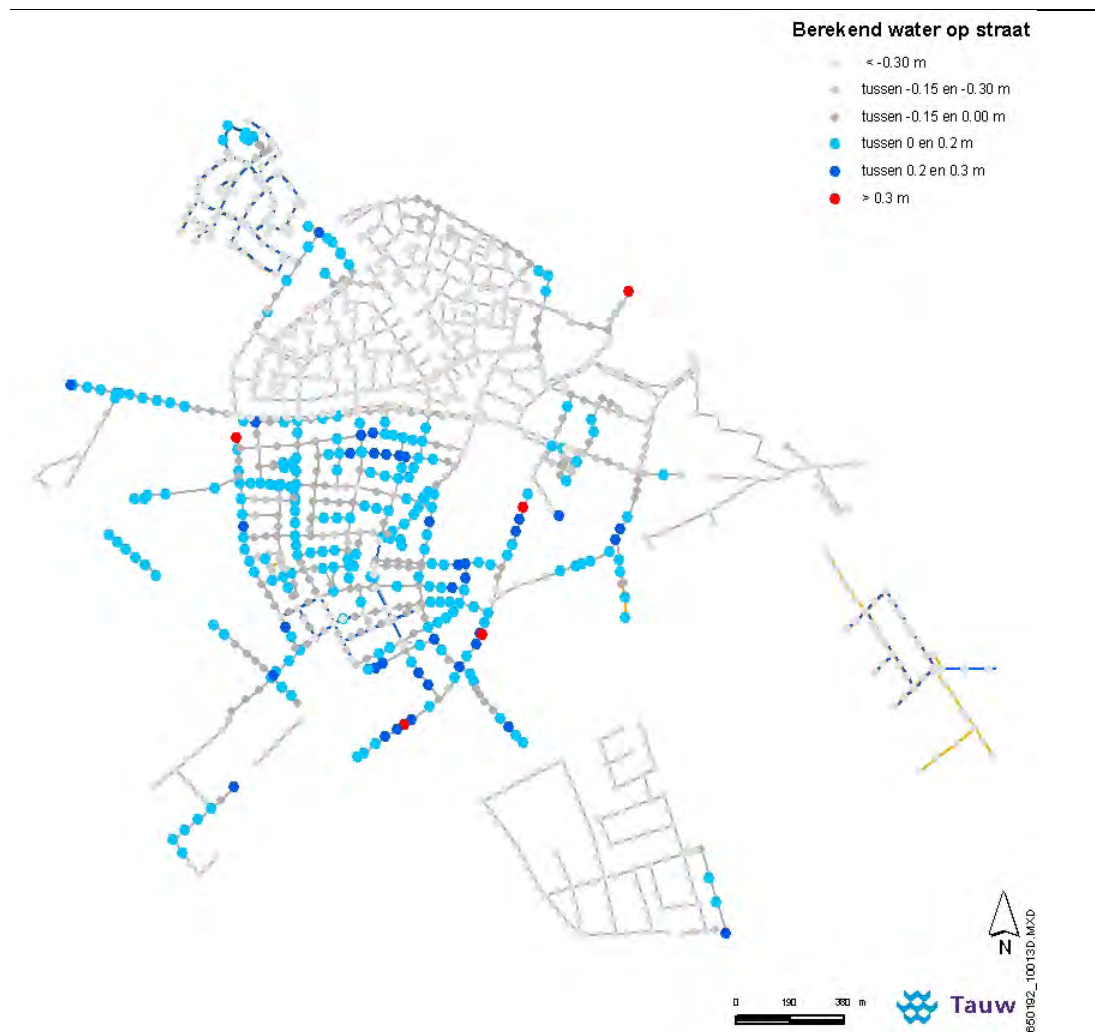 Berekend water op straat
< -0.30 m
tussen -0.15 en -0.30 m
tussen -0.15 en 0.00 m
tussen 0 en 0.2 m
tussen 0.2 en 0.3 m
> 0.3 m
N
650192_10013D.MXD
0 190 380 m
Tauw